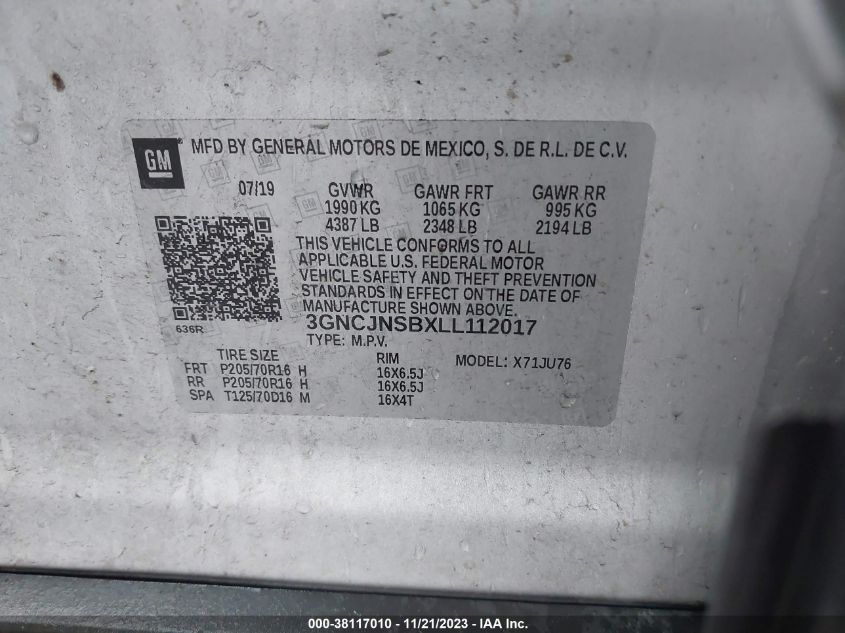 GM
MFD BY GENERAL MOTORS DE MEXICO, S. DE R.L. DE C.V.
07/19 GVWR GAWR FRT GAWR RR
1990 KG 1065 KG 995 KG
4387 LB 2348 LB 2194 LB
THIS VEHICLE CONFORMS TO ALL
APPLICABLE U.S. FEDERAL MOTOR
VEHICLE SAFETY AND THEFT PREVENTION
STANDARDS IN EFFECT ON THE DATE OF
MANUFACTURE SHOWN ABOVE.
636R 3GNCJNSBXLL112017
TYPE: M.P.V.
TIRE SIZE RIM MODEL: X71JU76
FRT P205/70R16 H 16X6.5J
RR P205/70R16 H 16X6.5J
SPA T125/70D16 M 16X4T
000-38117010 - 11/21/2023 - IAAI.com